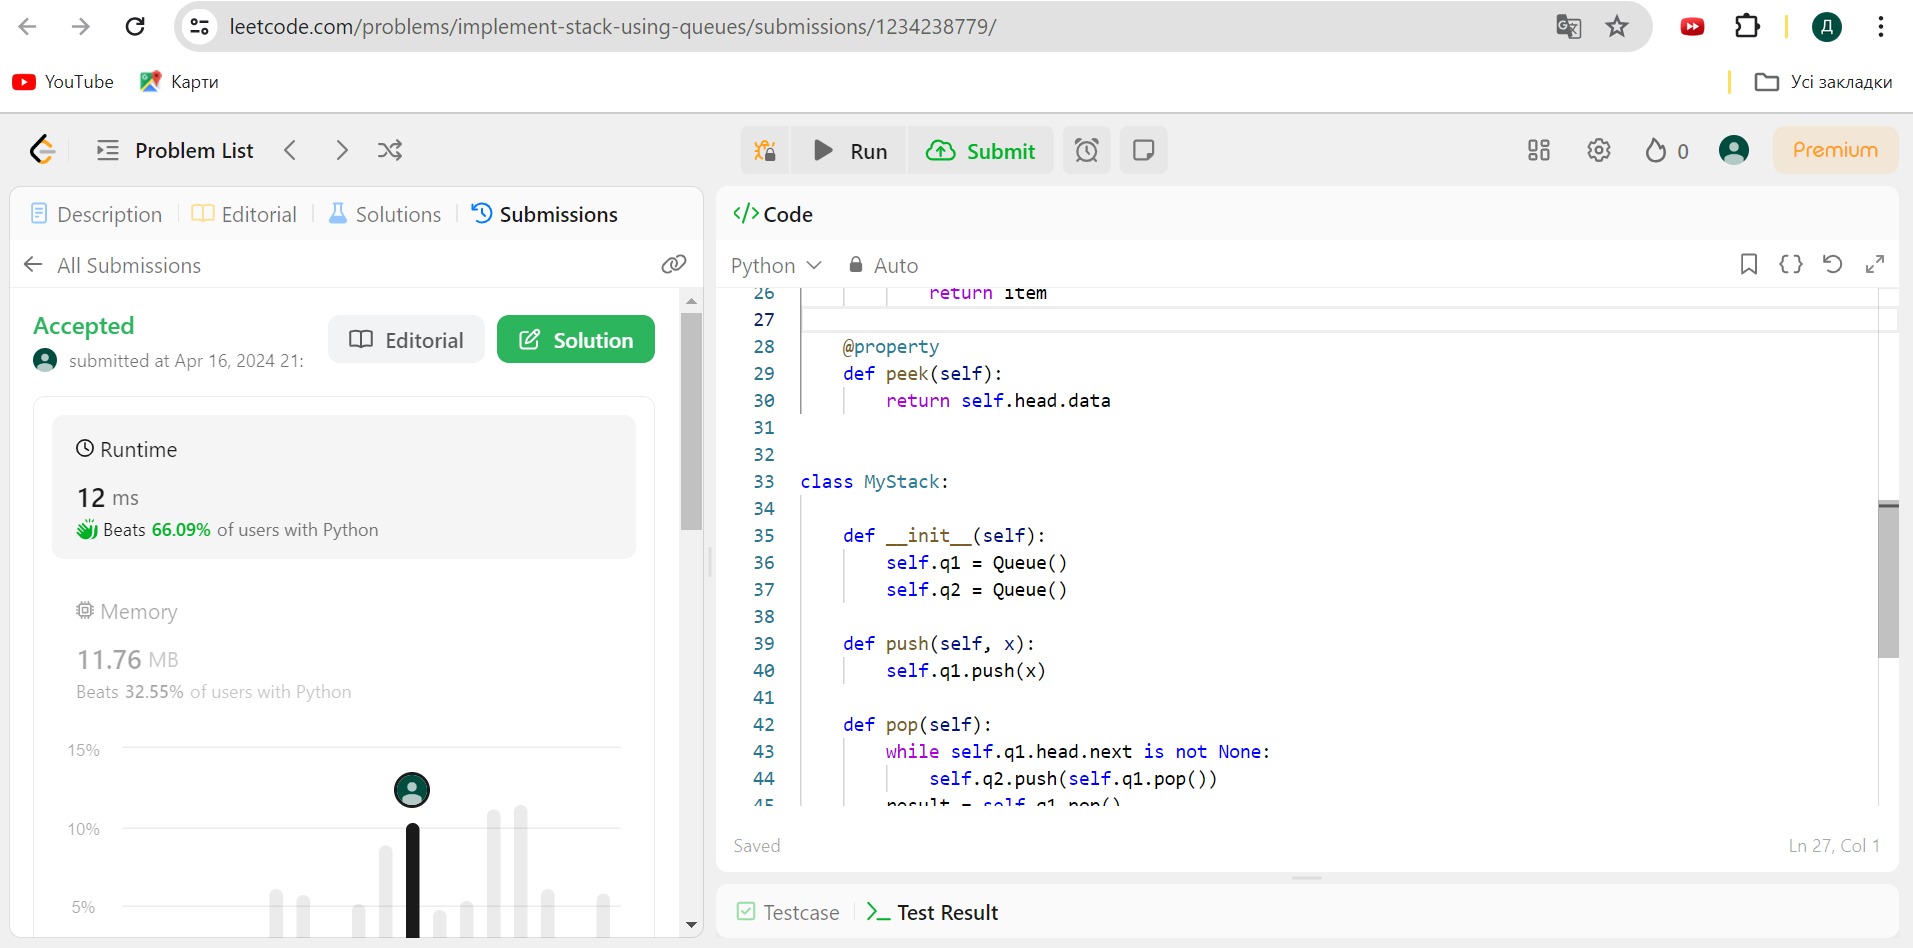 leetcode.com/problems/implement-stack-using-queues/submissions/1234238779/
Д
YouTube Карти Усі закладки
Problem List Run Submit 0 Premium
Description Editorial Solutions Submissions
All Submissions
Accepted
submitted at Apr 16, 2024 21:
Editorial Solution
Runtime
12 ms
Beats 66.09% of users with Python
Memory
11.76 MB
Beats 32.55% of users with Python
15%
10%
5%
</> Code
Python Auto
26 return item
27
28 @property
29 def peek(self):
30 return self.head.data
31
32
33 class MyStack:
34
35 def __init__(self):
36 self.q1 = Queue()
37 self.q2 = Queue()
38
39 def push(self, x):
40 self.q1.push(x)
41
42 def pop(self):
43 while self.q1.head.next is not None:
44 self.q2.push(self.q1.pop())
45 result = self.q1.pop()
Saved Ln 27, Col 1
Testcase >_ Test Result